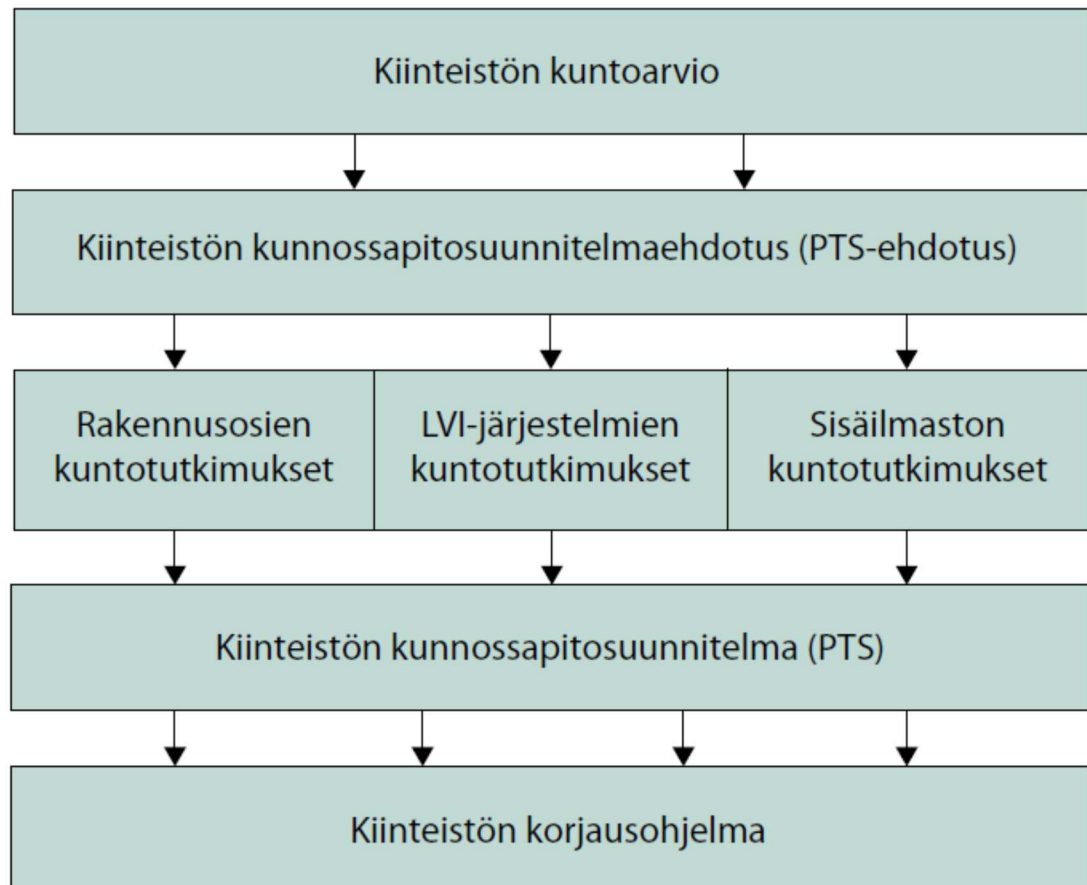 Kiinteistön kuntoarvio
Kiinteistön kunnossapitosuunnitelmaehdotus (PTS-ehdotus)
Rakennusosien
kuntotutkimukset
LVI-järjestelmien
kuntotutkimukset
Sisäilmaston
kuntotutkimukset
Kiinteistön kunnossapitosuunnitelma (PTS)
Kiinteistön korjausohjelma